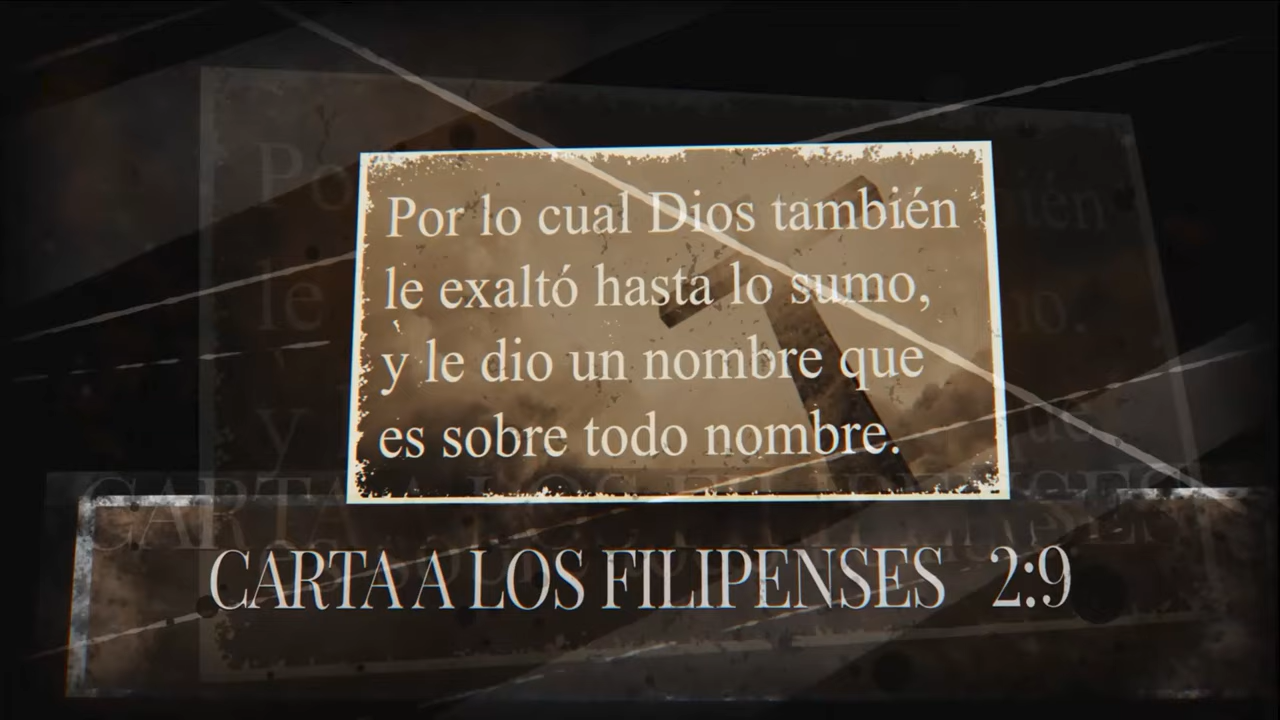 Por lo cual Dios también
le exaltó hasta lo sumo,
y le dio un nombre que
es sobre todo nombre.
CARTA A LOS FILIPENSES 2:9